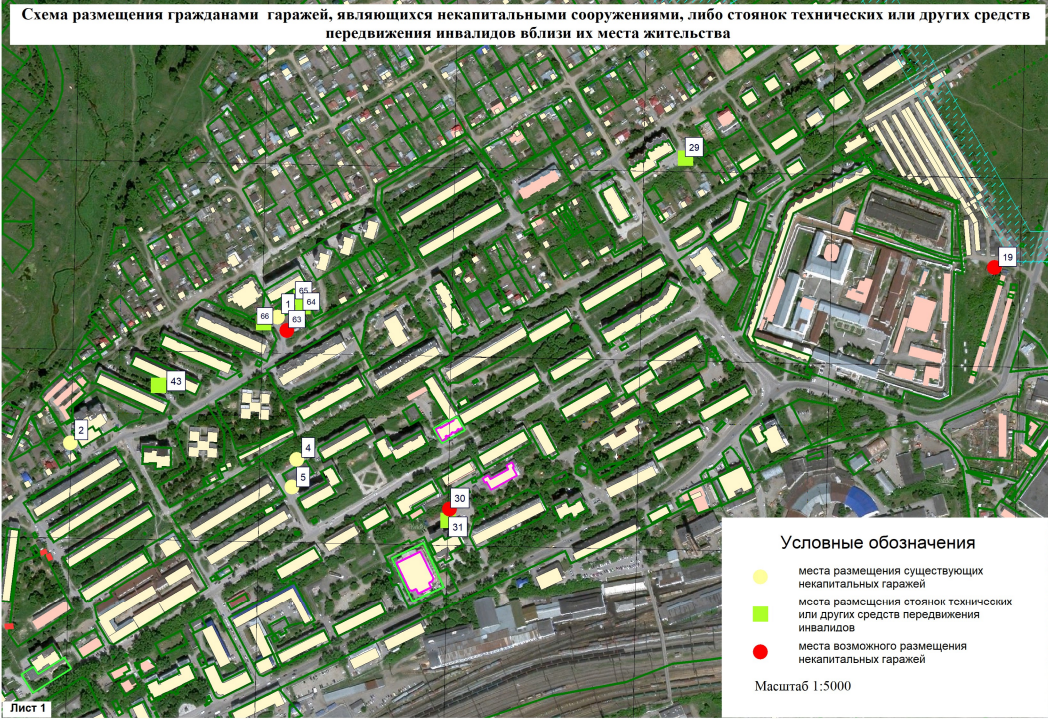 Схема размещения гражданами гаражей, являющихся некапитальными сооружениями, либо стоянок технических или других средств
передвижения инвалидов вблизи их места жительства
29
19
65
1
64
66
63
43
2
4
5
30
31
Условные обозначения
места размещения существующих
некапитальных гаражей
места размещения стоянок технических
или других средств передвижения
инвалидов
места возможного размещения
некапитальных гаражей
Масштаб 1:5000
Лист 1